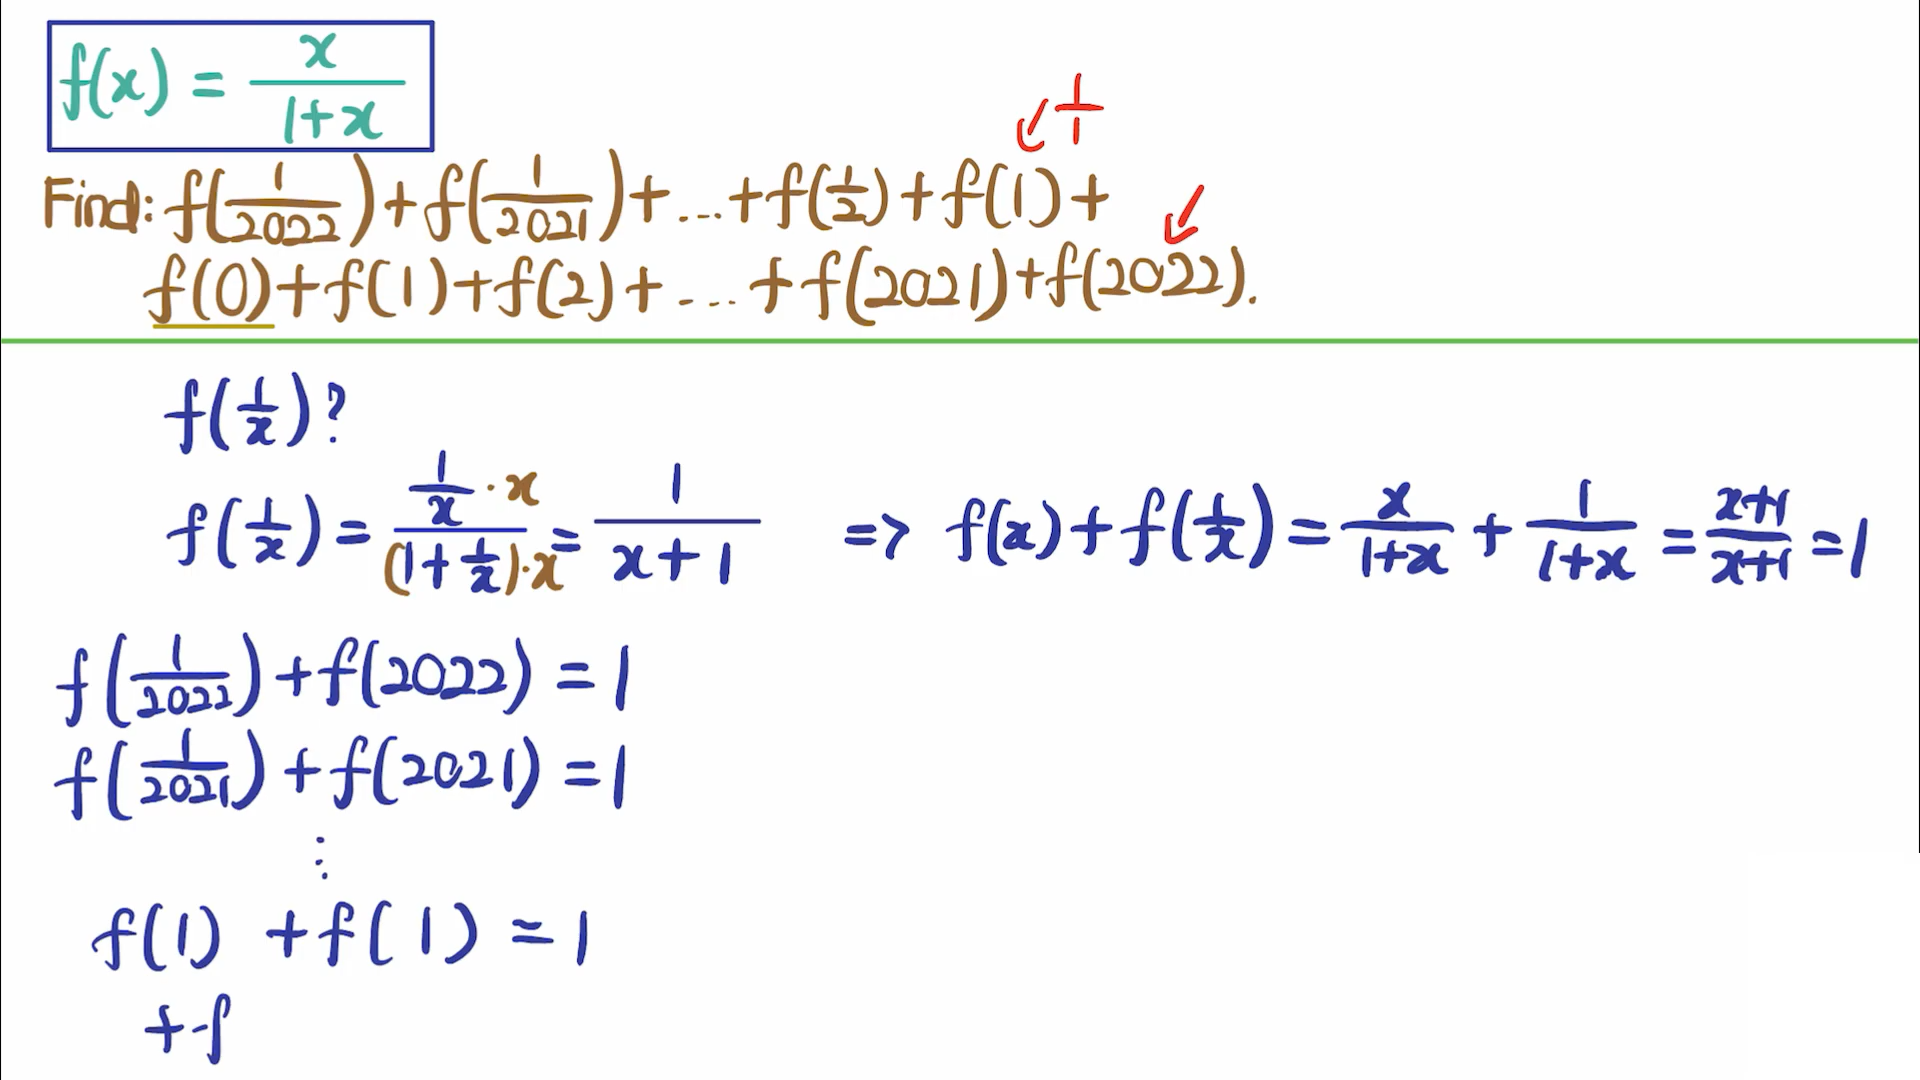 f(x) = x/(1+x)
1/1
Find: f(1/2022) + f(1/2021) + ... + f(1/2) + f(1) +
f(0) + f(1) + f(2) + ... + f(2021) + f(2022).
f(1/x)?
f(1/x) = (1/x · x)/((1 + 1/x) · x) = 1/(x+1) => f(x) + f(1/x) = x/(1+x) + 1/(1+x) = (x+1)/(x+1) = 1
f(1/2022) + f(2022) = 1
f(1/2021) + f(2021) = 1
⋮
f(1) + f(1) = 1
+ f